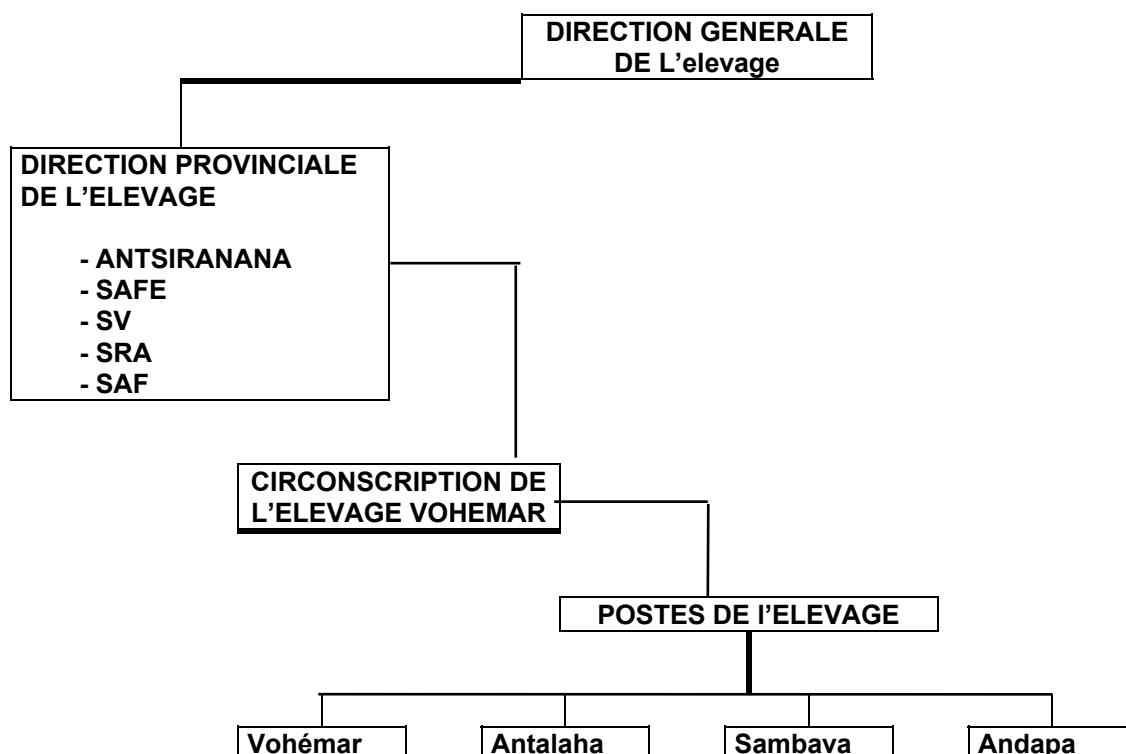 DIRECTION GENERALE
DE L'elevage
DIRECTION PROVINCIALE
DE L'ELEVAGE
- ANTSIRANANA
- SAFE
- SV
- SRA
- SAF
CIRCONSCRIPTION DE
L'ELEVAGE VOHEMAR
POSTES DE l'ELEVAGE
Vohémar
Antalaha
Sambava
Andapa